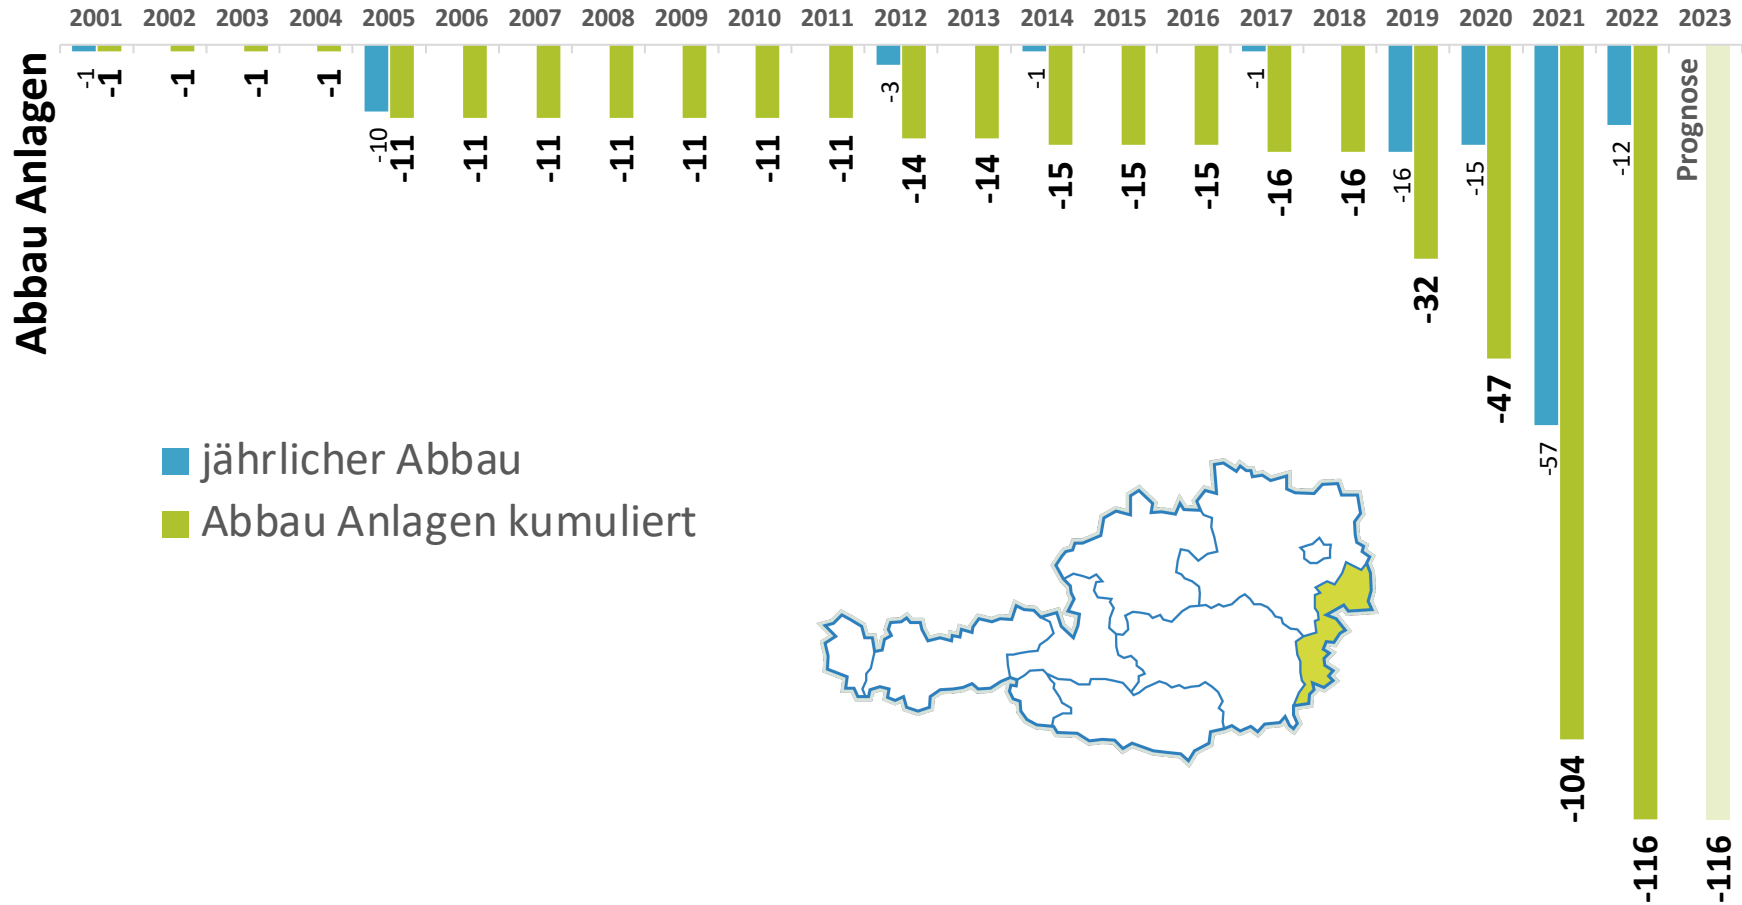 2001 2002 2003 2004 2005 2006 2007 2008 2009 2010 2011 2012 2013 2014 2015 2016 2017 2018 2019 2020 2021 2022 2023
Abbau Anlagen
-1 -1 -1 -1 -1 -10 -11 -11 -11 -11 -11 -11 -11 -3 -14 -14 -1 -15 -15 -15 -1 -16 -16 -16 -32 -15 -47 -57 -104 -12 -116 -116
Prognose
jährlicher Abbau
Abbau Anlagen kumuliert